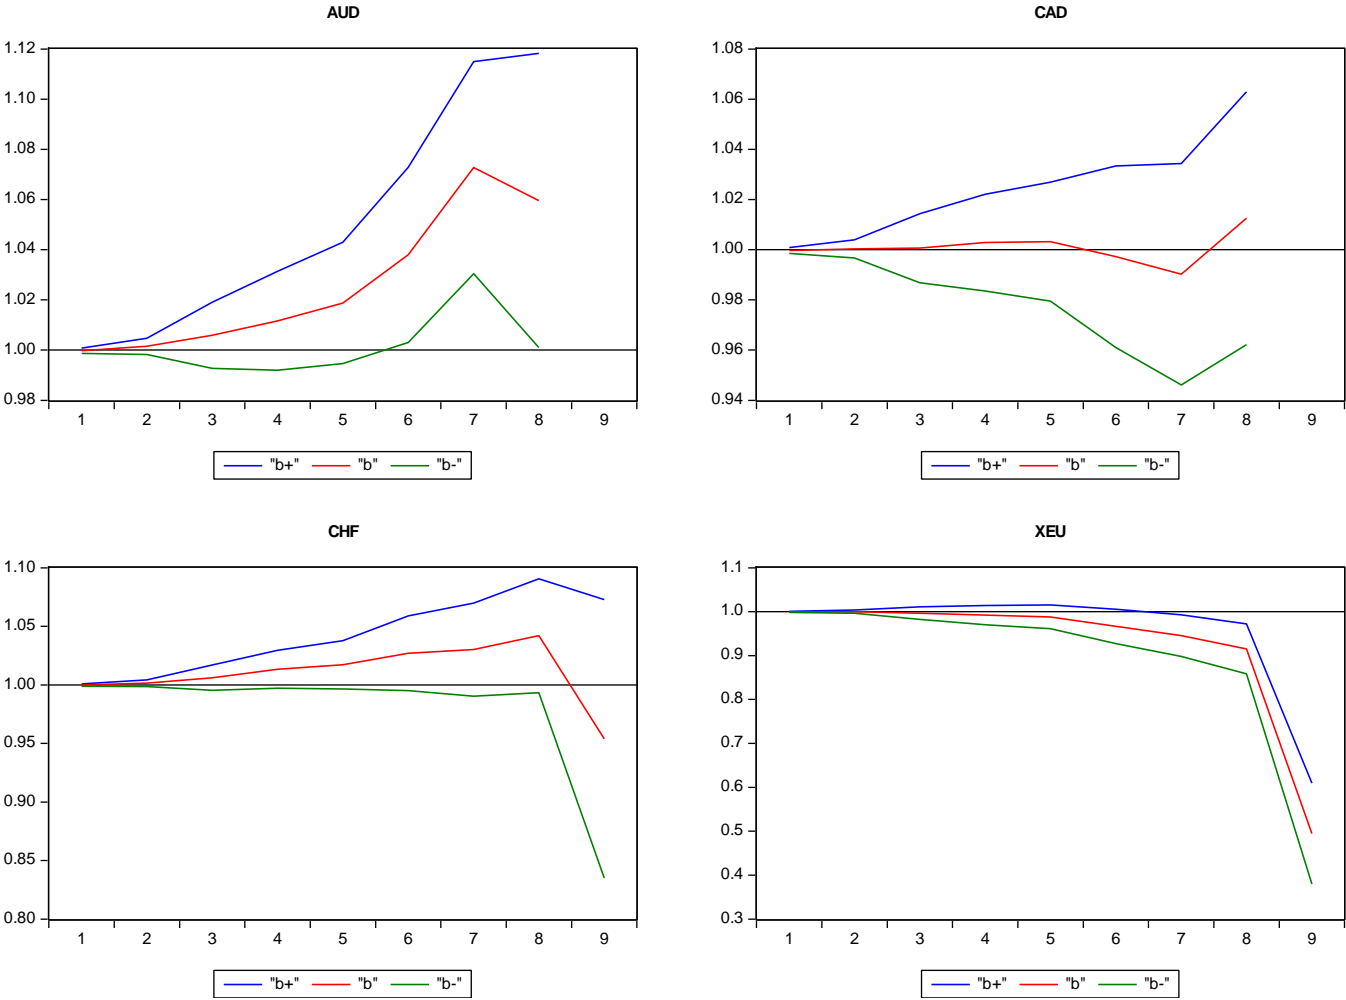 AUD
1.12
1.10
1.08
1.06
1.04
1.02
1.00
0.98
1 2 3 4 5 6 7 8 9
"b+" "b" "b-"
CAD
1.08
1.06
1.04
1.02
1.00
0.98
0.96
0.94
1 2 3 4 5 6 7 8 9
"b+" "b" "b-"
CHF
1.10
1.05
1.00
0.95
0.90
0.85
0.80
1 2 3 4 5 6 7 8 9
"b+" "b" "b-"
XEU
1.1
1.0
0.9
0.8
0.7
0.6
0.5
0.4
0.3
1 2 3 4 5 6 7 8 9
"b+" "b" "b-"